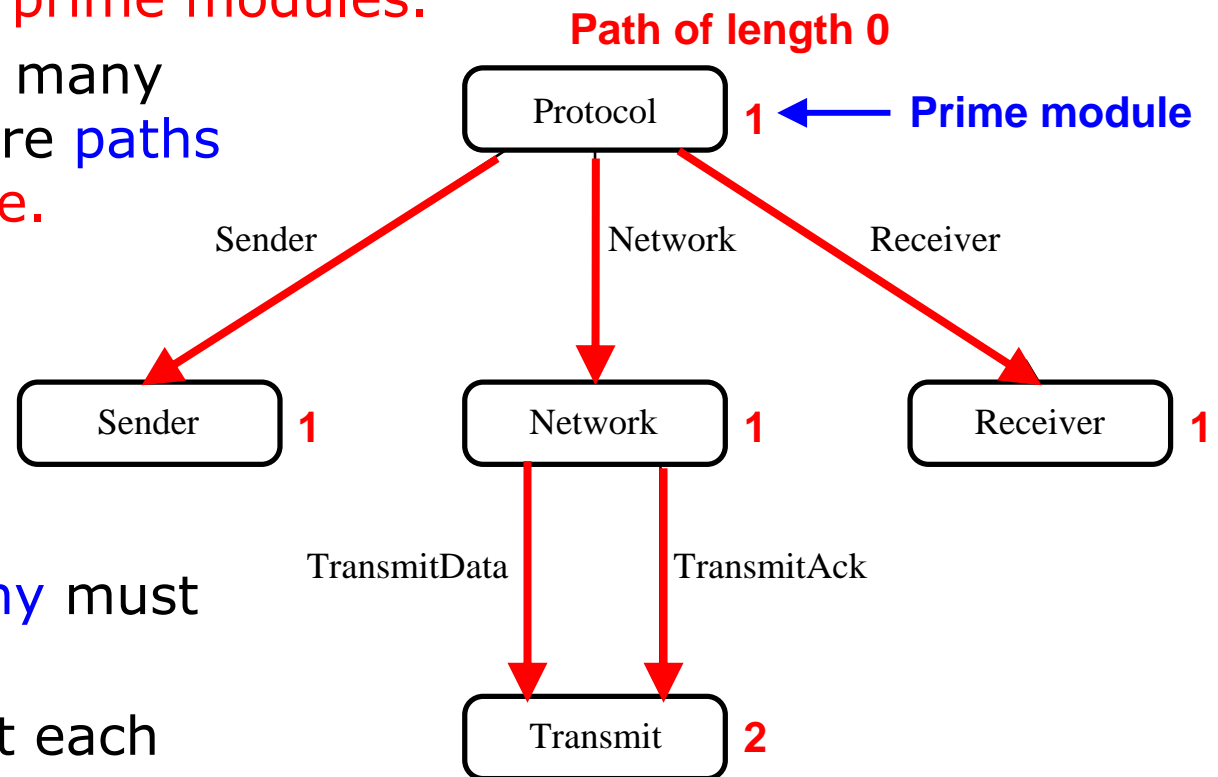 prime modules.
Path of length 0
many
Protocol
1
Prime module
re paths
e.
Sender
Network
Receiver
Sender
1
Network
1
Receiver
1
TransmitData
TransmitAck
ny must
Transmit
2
t each